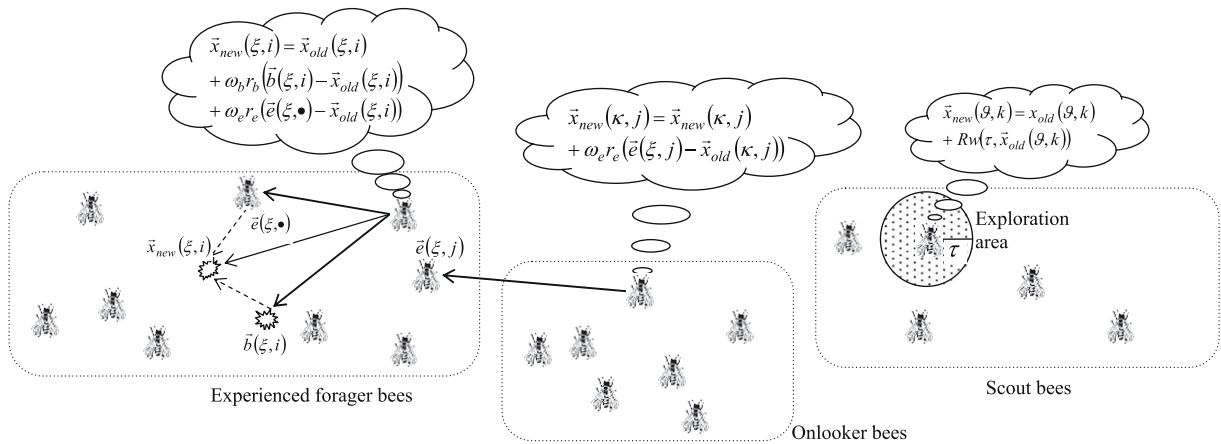 x⃗_new(ξ,i) = x⃗_old(ξ,i)
+ ω_b r_b(b⃗(ξ,i) − x⃗_old(ξ,i))
+ ω_e r_e(e⃗(ξ,•) − x⃗_old(ξ,i))
x⃗_new(κ,j) = x⃗_new(κ,j)
+ ω_e r_e(e⃗(ξ,j) − x⃗_old(κ,j))
x⃗_new(ϑ,k) = x_old(ϑ,k)
+ Rw(τ, x⃗_old(ϑ,k))
e⃗(ξ,•)
x⃗_new(ξ,i)
e⃗(ξ,j)
b⃗(ξ,i)
Exploration
area
τ
Experienced forager bees
Onlooker bees
Scout bees